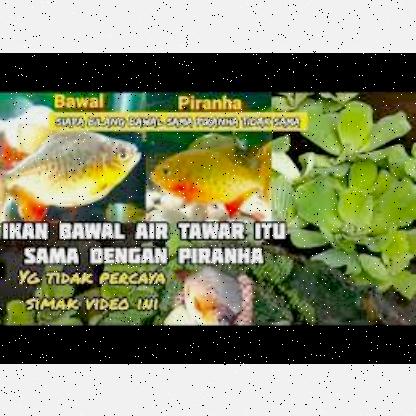 Bawal Piranha
SIAPA BILANG BAWAL SAMA PIRANHA TIDAK SAMA
IKAN BAWAL AIR TAWAR ITU
SAMA DENGAN PIRANHA
YG TIDAK PERCAYA
SIMAK VIDEO INI